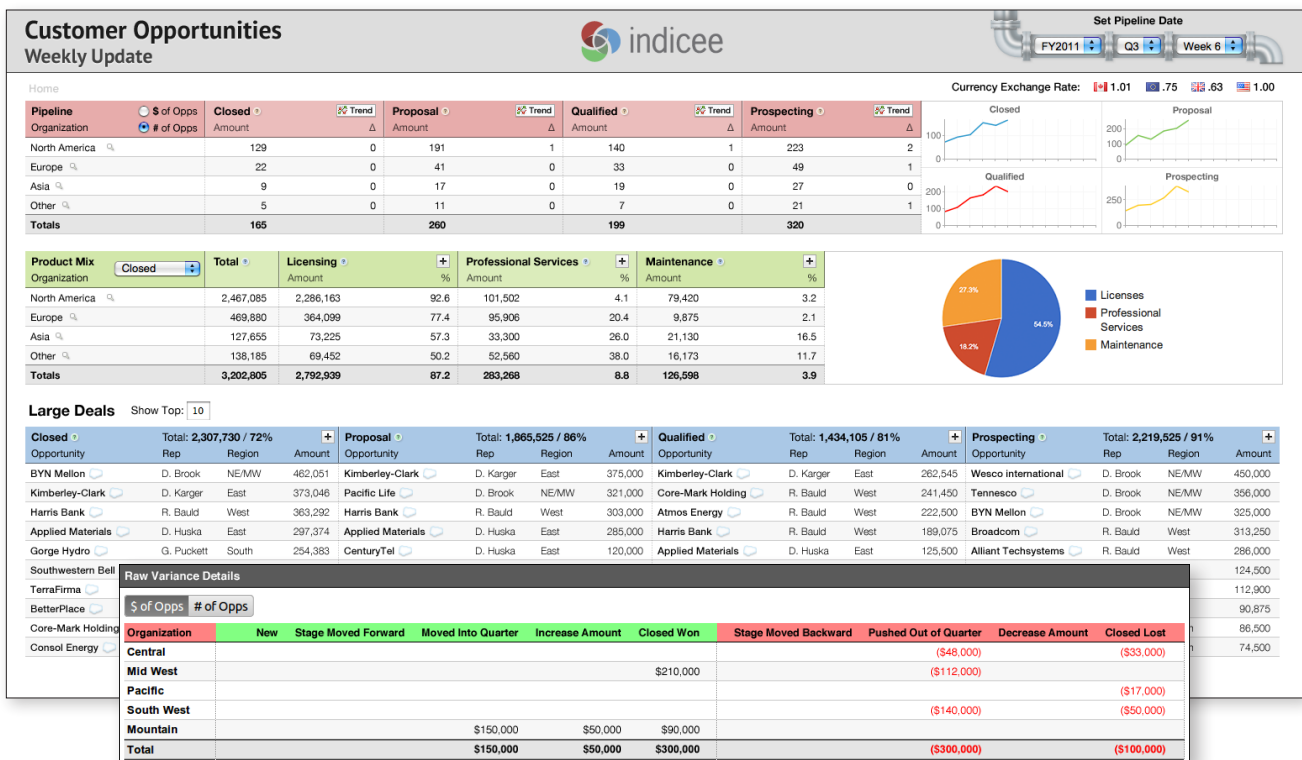 Customer Opportunities
Weekly Update
indicee
Set Pipeline Date
FY2011 Q3 Week 6
Home
Currency Exchange Rate: 1.01 .75 .63 1.00
Pipeline $ of Opps Closed Trend Proposal Trend Qualified Trend Prospecting Trend
Organization # of Opps Amount Δ Amount Δ Amount Δ Amount Δ
North America 129 0 191 1 140 1 223 2
Europe 22 0 41 0 33 0 49 1
Asia 9 0 17 0 19 0 27 0
Other 5 0 11 0 7 0 21 1
Totals 165 260 199 320
Closed
100
0
Proposal
200
100
0
Qualified
200
100
0
Prospecting
250
0
Product Mix Closed Total Licensing + Professional Services + Maintenance +
Organization Amount % Amount % Amount %
North America 2,467,085 2,286,163 92.6 101,502 4.1 79,420 3.2
Europe 469,880 364,099 77.4 95,906 20.4 9,875 2.1
Asia 127,655 73,225 57.3 33,300 26.0 21,130 16.5
Other 138,185 69,452 50.2 52,560 38.0 16,173 11.7
Totals 3,202,805 2,792,939 87.2 283,268 8.8 126,598 3.9
27.3%
54.5%
18.2%
Licenses
Professional
Services
Maintenance
Large Deals Show Top: 10
Closed Total: 2,307,730 / 72% + Proposal Total: 1,865,525 / 86% + Qualified Total: 1,434,105 / 81% + Prospecting Total: 2,219,525 / 91% +
Opportunity Rep Region Amount Opportunity Rep Region Amount Opportunity Rep Region Amount Opportunity Rep Region Amount
BYN Mellon D. Brook NE/MW 462,051 Kimberley-Clark D. Karger East 375,000 Kimberley-Clark D. Karger East 262,545 Wesco international D. Brook NE/MW 450,000
Kimberley-Clark D. Karger East 373,046 Pacific Life D. Brook NE/MW 321,000 Core-Mark Holding R. Bauld West 241,450 Tennesco D. Brook NE/MW 356,000
Harris Bank R. Bauld West 363,292 Harris Bank R. Bauld West 303,000 Atmos Energy R. Bauld West 222,500 BYN Mellon D. Brook NE/MW 325,000
Applied Materials D. Huska East 297,374 Applied Materials D. Huska East 285,000 Harris Bank R. Bauld West 189,075 Broadcom R. Bauld West 313,250
Gorge Hydro G. Puckett South 254,383 CenturyTel D. Huska East 120,000 Applied Materials D. Huska East 125,500 Alliant Techsystems R. Bauld West 286,000
Southwestern Bell 124,500
TerraFirma 112,900
BetterPlace 90,875
Core-Mark Holding 86,500
Consol Energy 74,500
Raw Variance Details
$ of Opps # of Opps
Organization New Stage Moved Forward Moved Into Quarter Increase Amount Closed Won Stage Moved Backward Pushed Out of Quarter Decrease Amount Closed Lost
Central ($48,000) ($33,000)
Mid West $210,000 ($112,000)
Pacific ($17,000)
South West ($140,000) ($50,000)
Mountain $150,000 $50,000 $90,000
Total $150,000 $50,000 $300,000 ($300,000) ($100,000)